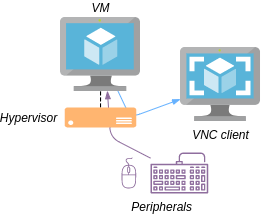 VM
Hypervisor
VNC client
Peripherals